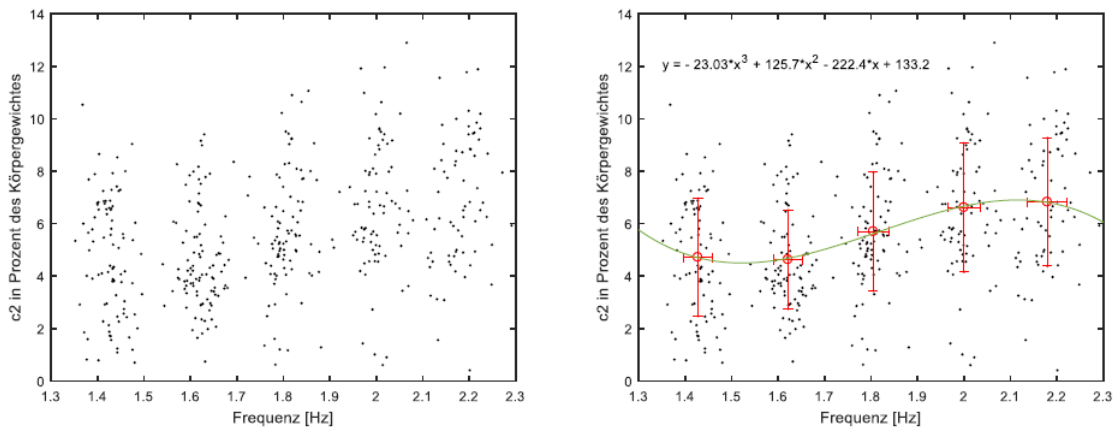 14
12
10
8
6
4
2
0
c2 in Prozent des Körpergewichtes
1.3 1.4 1.5 1.6 1.7 1.8 1.9 2 2.1 2.2 2.3
Frequenz [Hz]
14
12
10
8
6
4
2
0
c2 in Prozent des Körpergewichtes
y = - 23.03*x³ + 125.7*x² - 222.4*x + 133.2
1.3 1.4 1.5 1.6 1.7 1.8 1.9 2 2.1 2.2 2.3
Frequenz [Hz]